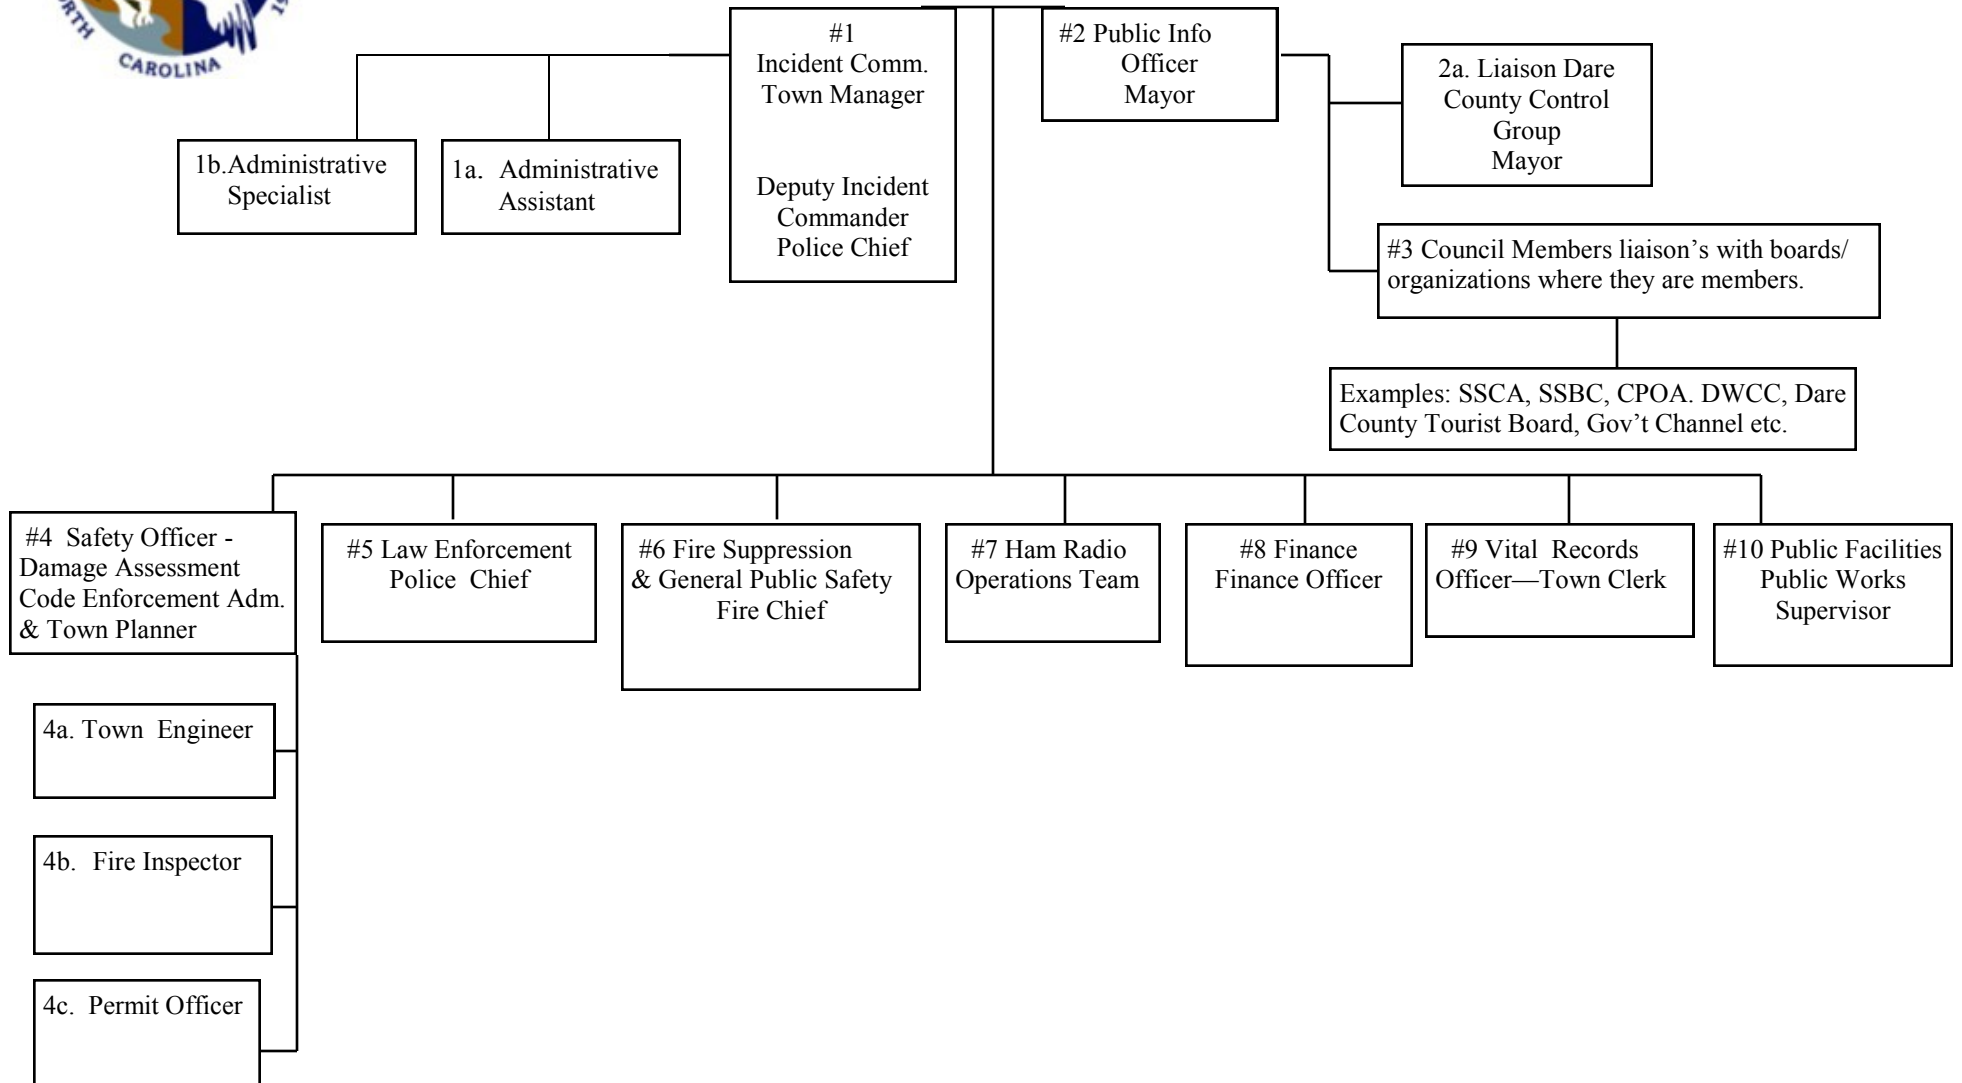 ORTH
CAROLINA
19
#1
Incident Comm.
Town Manager
Deputy Incident
Commander
Police Chief
#2 Public Info
Officer
Mayor
2a. Liaison Dare
County Control
Group
Mayor
1b.Administrative
Specialist
1a. Administrative
Assistant
#3 Council Members liaison’s with boards/
organizations where they are members.
Examples: SSCA, SSBC, CPOA. DWCC, Dare
County Tourist Board, Gov’t Channel etc.
#4 Safety Officer -
Damage Assessment
Code Enforcement Adm.
& Town Planner
#5 Law Enforcement
Police Chief
#6 Fire Suppression
& General Public Safety
Fire Chief
#7 Ham Radio
Operations Team
#8 Finance
Finance Officer
#9 Vital Records
Officer—Town Clerk
#10 Public Facilities
Public Works
Supervisor
4a. Town Engineer
4b. Fire Inspector
4c. Permit Officer